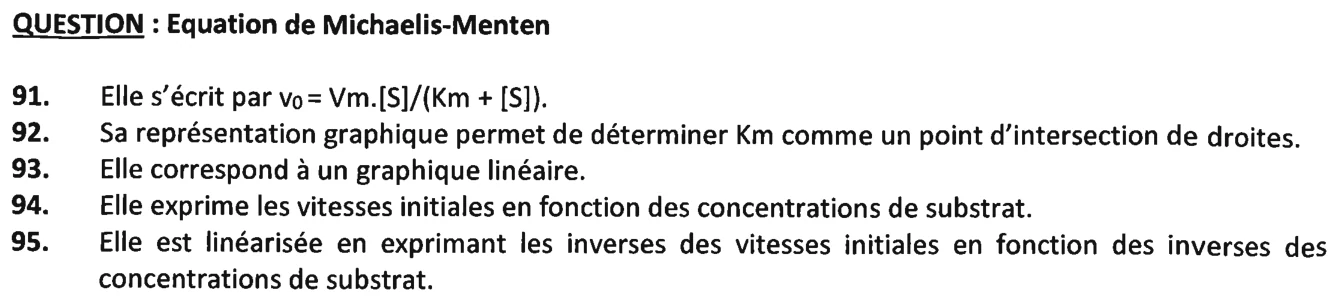 QUESTION : Equation de Michaelis-Menten
91. Elle s'écrit par v₀ = Vm.[S]/(Km + [S]).
92. Sa représentation graphique permet de déterminer Km comme un point d'intersection de droites.
93. Elle correspond à un graphique linéaire.
94. Elle exprime les vitesses initiales en fonction des concentrations de substrat.
95. Elle est linéarisée en exprimant les inverses des vitesses initiales en fonction des inverses des
concentrations de substrat.